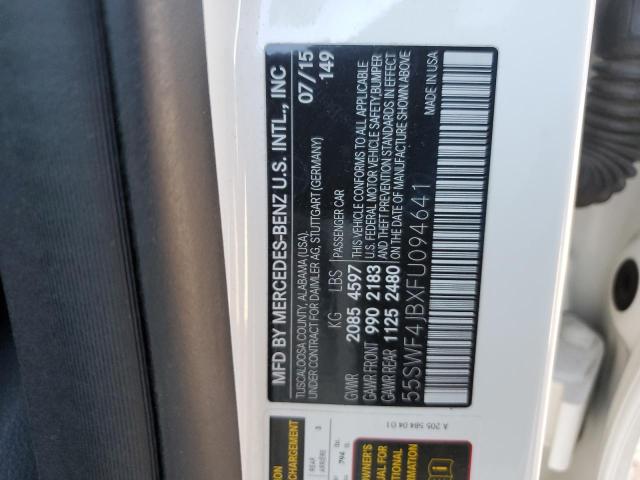 MFD BY MERCEDES-BENZ U.S. INTL., INC
TUSCALOOSA COUNTY, ALABAMA (USA).
UNDER CONTRACT FOR DAIMLER AG, STUTTGART (GERMANY)
07/15
149
KG LBS PASSENGER CAR
GVWR 2085 4597
GAWR FRONT 990 2183
GAWR REAR 1125 2480
THIS VEHICLE CONFORMS TO ALL APPLICABLE
U.S. FEDERAL MOTOR VEHICLE SAFETY, BUMPER
AND THEFT PREVENTION STANDARDS IN EFFECT
ON THE DATE OF MANUFACTURE SHOWN ABOVE
55SWF4JBXFU094641
MADE IN USA
A 205 584 04 01
CHARGEMENT
REAR
ARRIÈRE
3